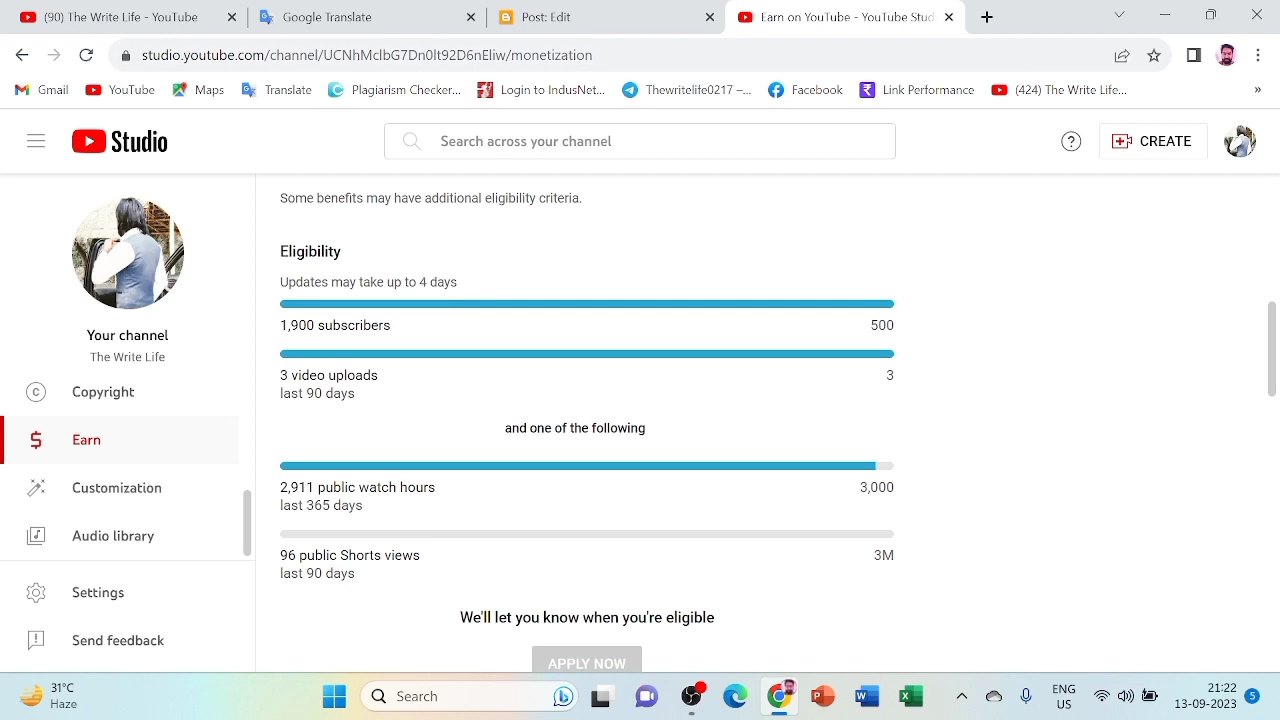 (20) The Write Life - YouTube
Google Translate
Post: Edit
Earn on YouTube - YouTube Stud
studio.youtube.com/channel/UCNhMclbG7Dn0lt92D6nEliw/monetization
Gmail
YouTube
Maps
Translate
Plagiarism Checker...
Login to IndusNet...
Thewritelife0217 –...
Facebook
Link Performance
(424) The Write Life...
»
Studio
Search across your channel
CREATE
Your channel
The Write Life
Copyright
Earn
Customization
Audio library
Settings
Send feedback
Some benefits may have additional eligibility criteria.
Eligibility
Updates may take up to 4 days
1,900 subscribers 500
3 video uploads 3
last 90 days
and one of the following
2,911 public watch hours 3,000
last 365 days
96 public Shorts views 3M
last 90 days
We'll let you know when you're eligible
APPLY NOW
31°C
Haze
Search
ENG
US
21:22
13-09-2023
5